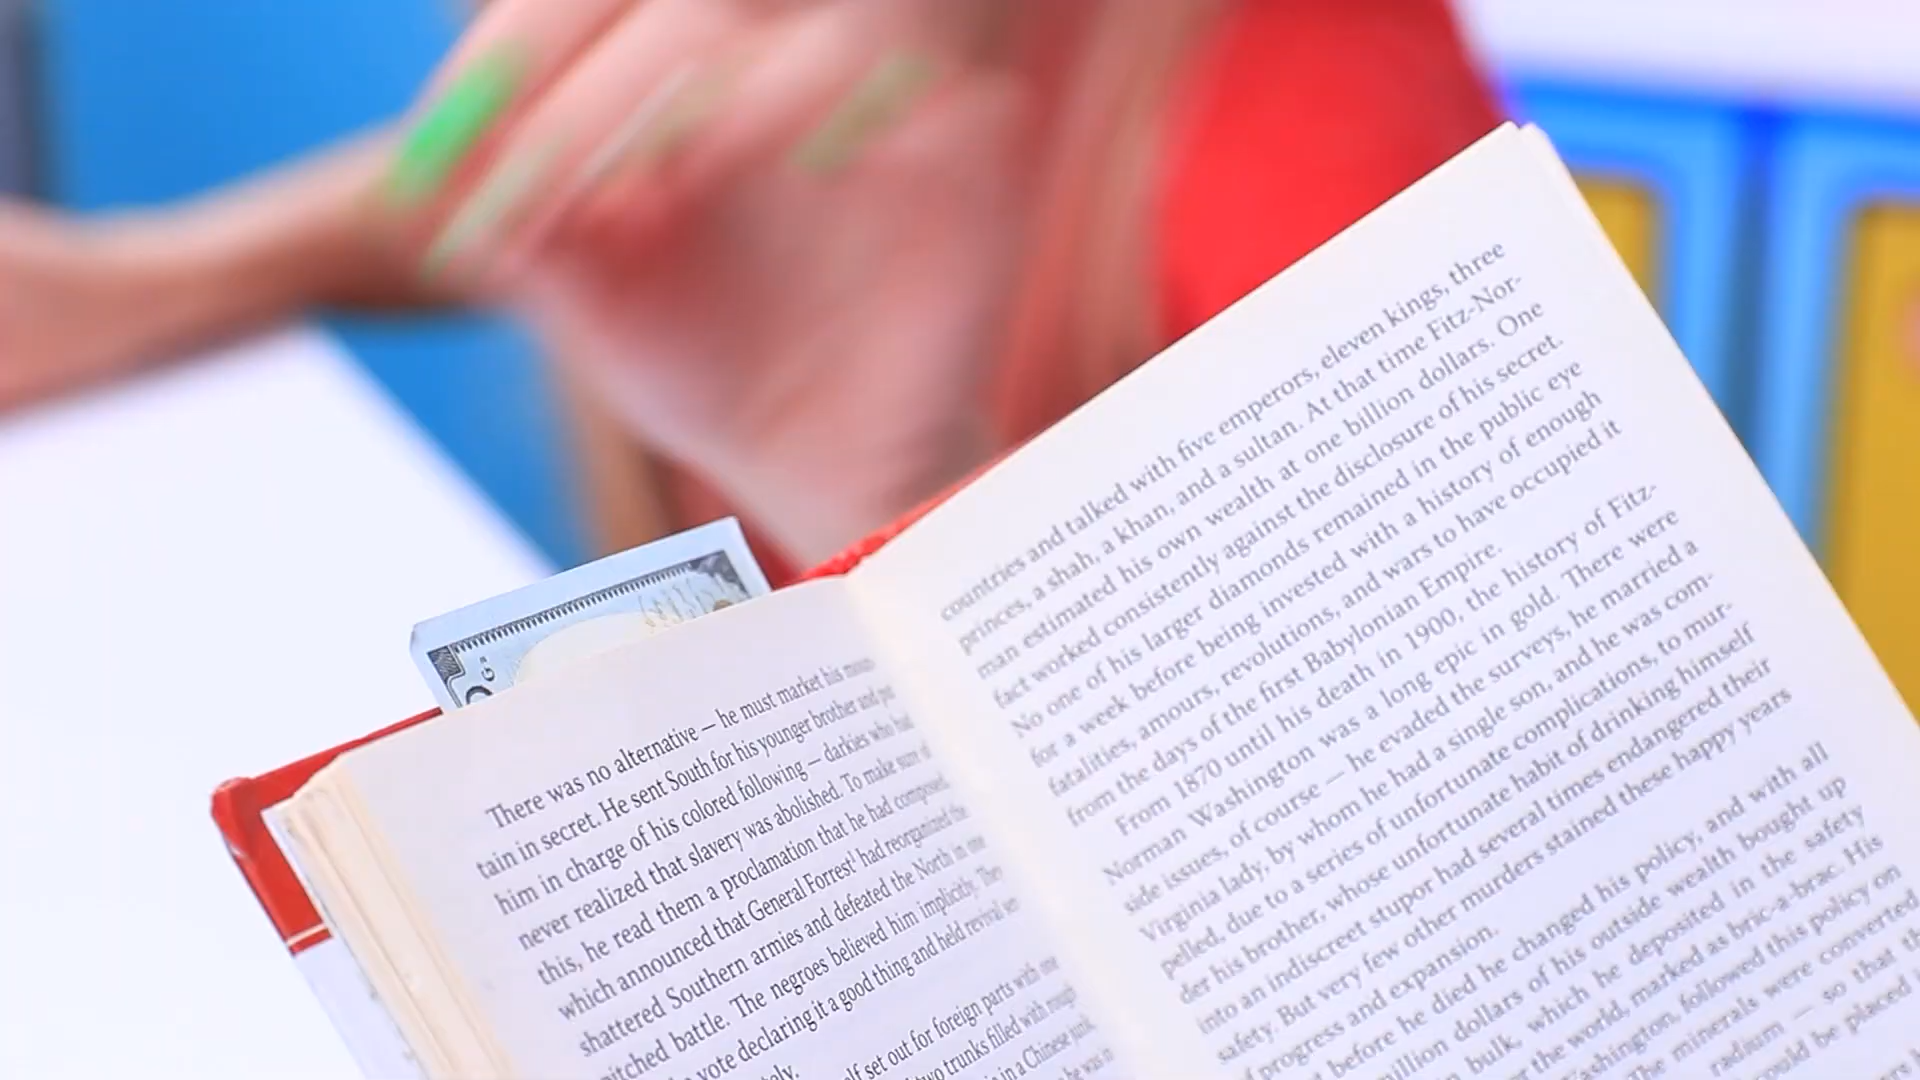 There was no alternative — he must market his
tain in secret. He sent South for his younger brother and
him in charge of his colored following — darkies who
never realized that slavery was abolished. To make sure
this, he read them a proclamation that he had composed,
which announced that General Forrest had reorganized the
shattered Southern armies and defeated the North in one
pitched battle. The negroes believed him implicitly. They
vote declaring it a good thing and held revival
set out for foreign parts with
two trunks filled with rough
in a Chinese junk
countries and talked with five emperors, eleven kings, three
princes, a shah, a khan, and a sultan. At that time Fitz-Nor-
man estimated his own wealth at one billion dollars. One
fact worked consistently against the disclosure of his secret.
No one of his larger diamonds remained in the public eye
for a week before being invested with a history of enough
fatalities, amours, revolutions, and wars to have occupied it
from the days of the first Babylonian Empire.
From 1870 until his death in 1900, the history of Fitz-
Norman Washington was a long epic in gold. There were
side issues, of course — he evaded the surveys, he married a
Virginia lady, by whom he had a single son, and he was com-
pelled, due to a series of unfortunate complications, to mur-
der his brother, whose unfortunate habit of drinking himself
into an indiscreet stupor had several times endangered their
safety. But very few other murders stained these happy years
of progress and expansion.
before he died he changed his policy, and with all
million dollars of his outside wealth bought up
bulk, which he deposited in the safety
the world, marked as bric-a-brac. His
Washington, followed this policy on
The minerals were converted
radium — so that
could be placed